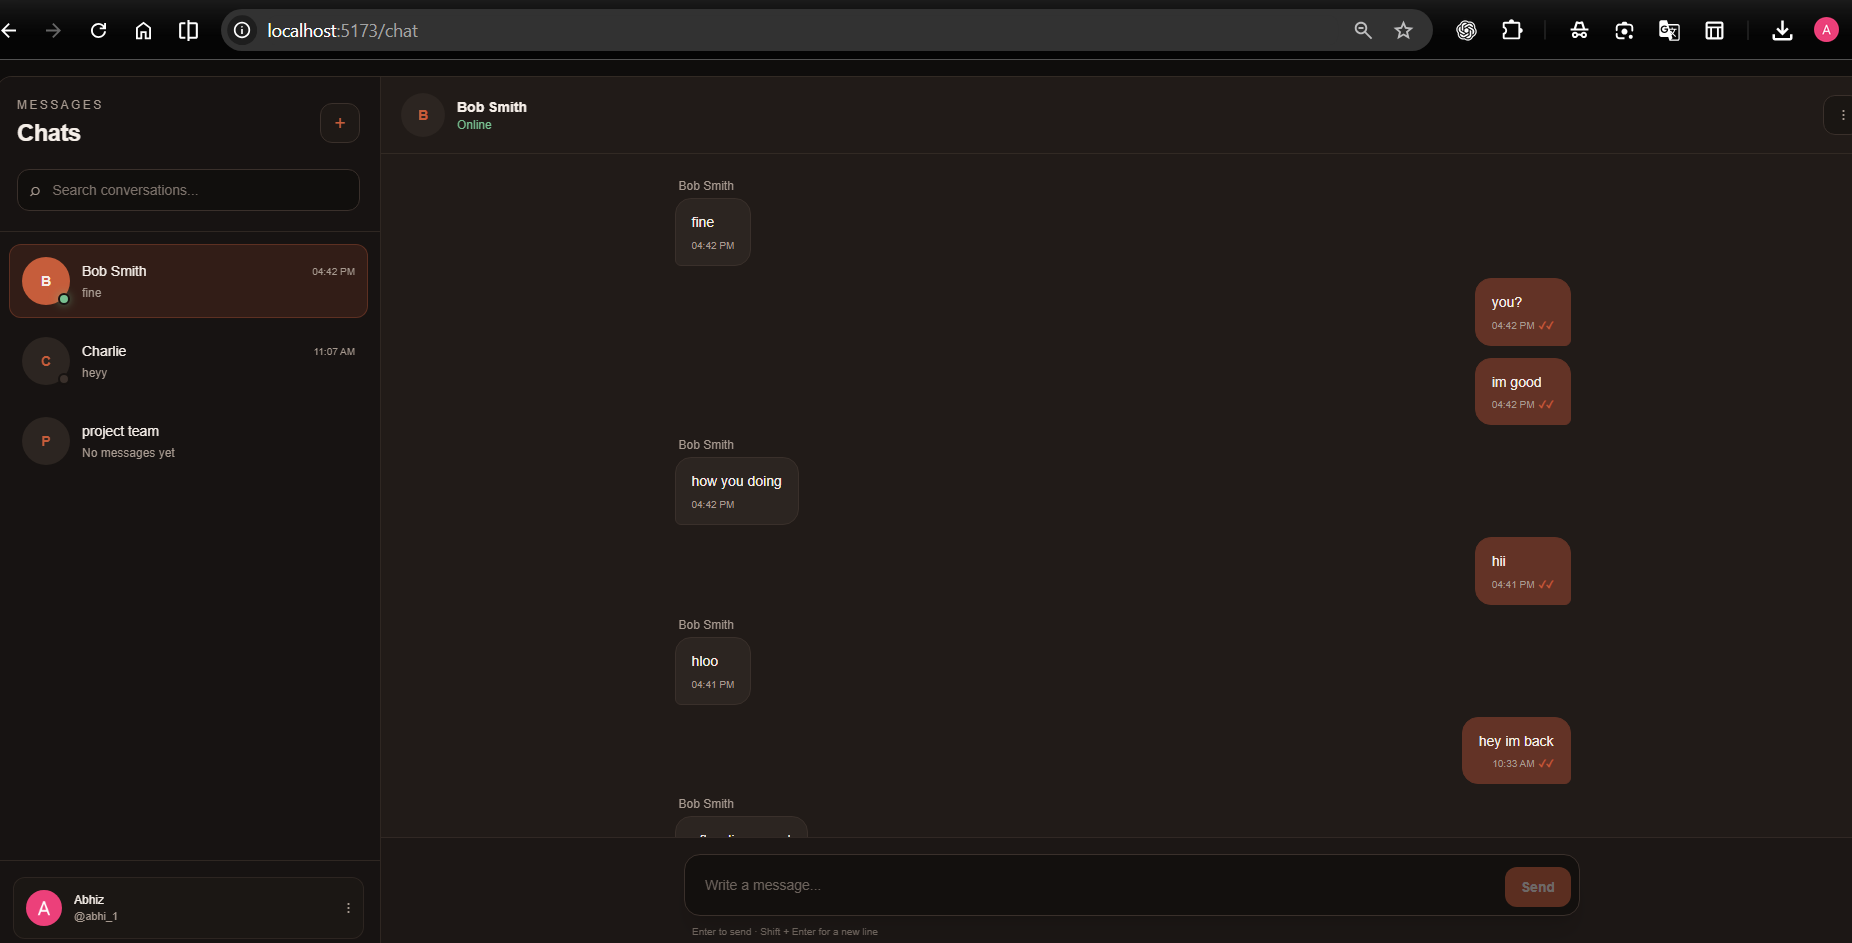 localhost:5173/chat
A
MESSAGES
Chats
+
Search conversations...
B
Bob Smith
04:42 PM
fine
C
Charlie
11:07 AM
heyy
P
project team
No messages yet
A
Abhiz
@abhi_1
B
Bob Smith
Online
Bob Smith
fine
04:42 PM
you?
04:42 PM ✓✓
im good
04:42 PM ✓✓
Bob Smith
how you doing
04:42 PM
hii
04:41 PM ✓✓
Bob Smith
hloo
04:41 PM
hey im back
10:33 AM ✓✓
Bob Smith
Write a message...
Send
Enter to send · Shift + Enter for a new line